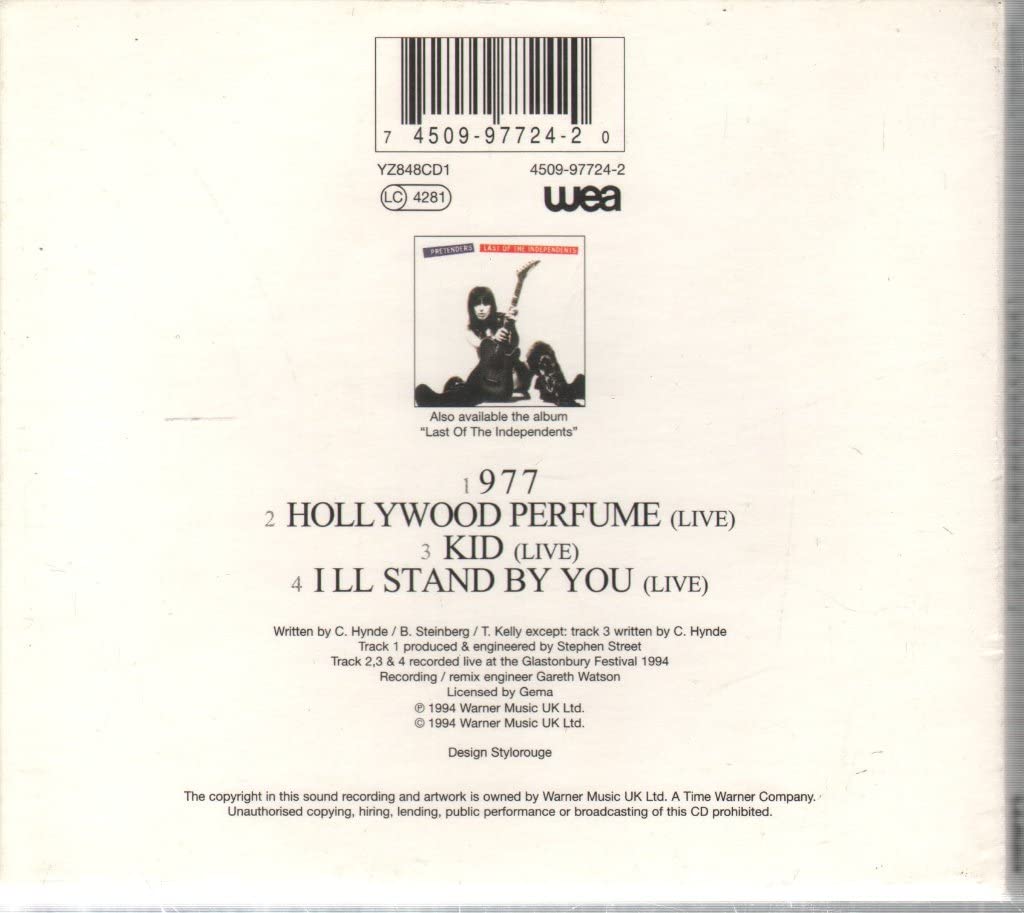 7 4509-97724-2 0
YZ848CD1 4509-97724-2
LC 4281 wea
PRETENDERS LAST OF THE INDEPENDENTS
Also available the album
“Last Of The Independents”
1 977
2 HOLLYWOOD PERFUME (LIVE)
3 KID (LIVE)
4 I LL STAND BY YOU (LIVE)
Written by C. Hynde / B. Steinberg / T. Kelly except: track 3 written by C. Hynde
Track 1 produced & engineered by Stephen Street
Track 2,3 & 4 recorded live at the Glastonbury Festival 1994
Recording / remix engineer Gareth Watson
Licensed by Gema
℗ 1994 Warner Music UK Ltd.
© 1994 Warner Music UK Ltd.
Design Stylorouge
The copyright in this sound recording and artwork is owned by Warner Music UK Ltd. A Time Warner Company.
Unauthorised copying, hiring, lending, public performance or broadcasting of this CD prohibited.